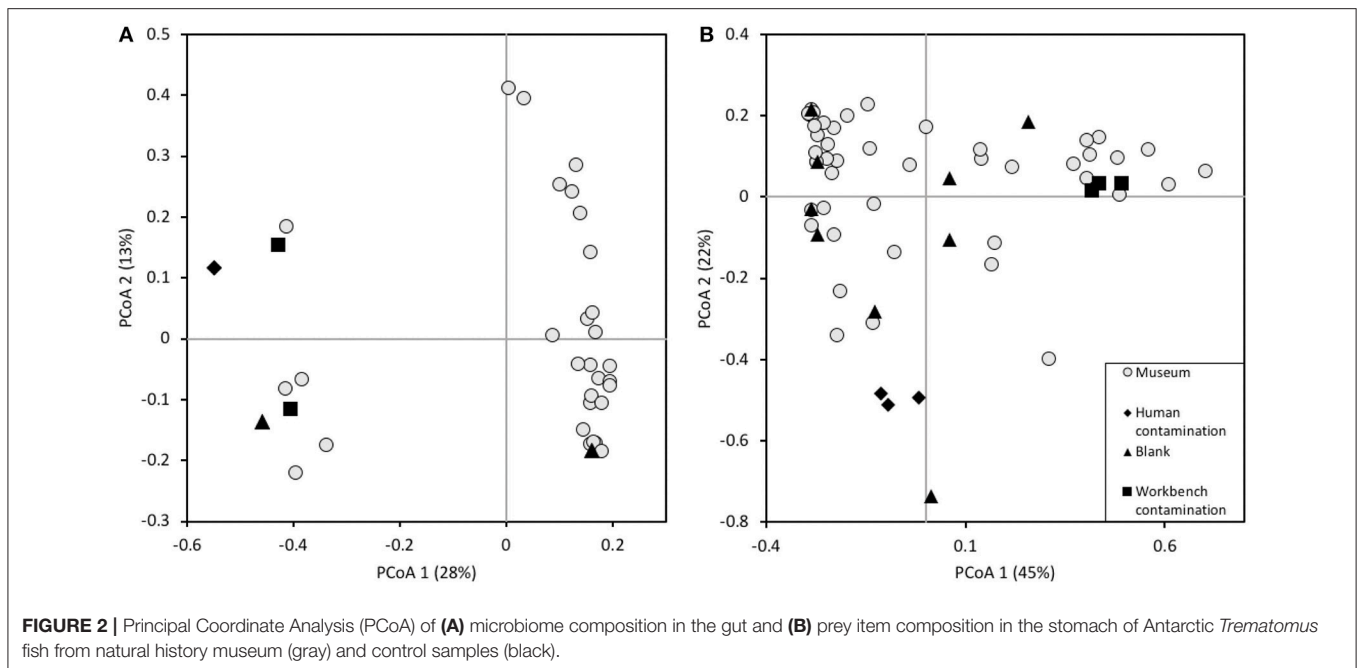 A
0.5
0.4
0.3
0.2
0.1
0
-0.1
-0.2
-0.3
PCoA 2 (13%)
-0.6
-0.4
-0.2
0
0.2
PCoA 1 (28%)
B
0.4
0.2
0
-0.2
-0.4
-0.6
-0.8
PCoA 2 (22%)
-0.4
0.1
0.6
PCoA 1 (45%)
Museum
Human
contamination
Blank
Workbench
contamination
FIGURE 2 | Principal Coordinate Analysis (PCoA) of (A) microbiome composition in the gut and (B) prey item composition in the stomach of Antarctic Trematomus
fish from natural history museum (gray) and control samples (black).